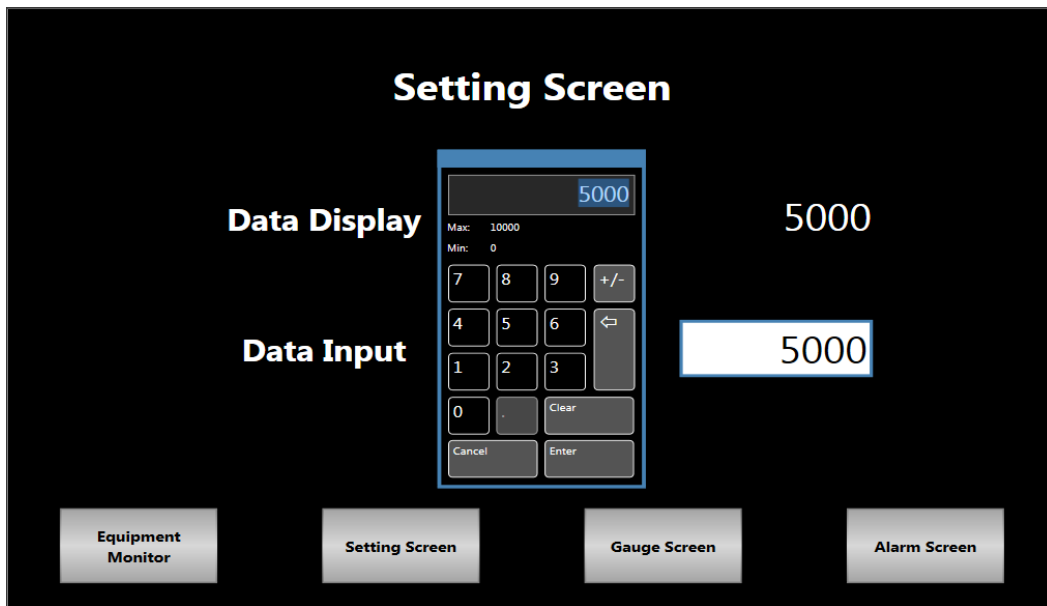 Setting Screen
5000
Max: 10000
Min: 0
Data Display
5000
7 8 9 +/-
4 5 6 ⇦
Data Input
5000
1 2 3
0 . Clear
Cancel Enter
Equipment
Monitor
Setting Screen
Gauge Screen
Alarm Screen